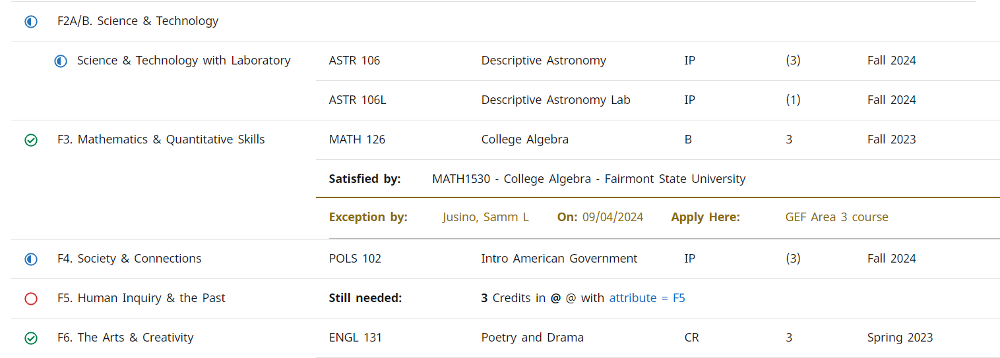 F2A/B. Science & Technology
Science & Technology with Laboratory ASTR 106 Descriptive Astronomy IP (3) Fall 2024
ASTR 106L Descriptive Astronomy Lab IP (1) Fall 2024
F3. Mathematics & Quantitative Skills MATH 126 College Algebra B 3 Fall 2023
Satisfied by: MATH1530 - College Algebra - Fairmont State University
Exception by: Jusino, Samm L On: 09/04/2024 Apply Here: GEF Area 3 course
F4. Society & Connections POLS 102 Intro American Government IP (3) Fall 2024
F5. Human Inquiry & the Past Still needed: 3 Credits in @ @ with attribute = F5
F6. The Arts & Creativity ENGL 131 Poetry and Drama CR 3 Spring 2023